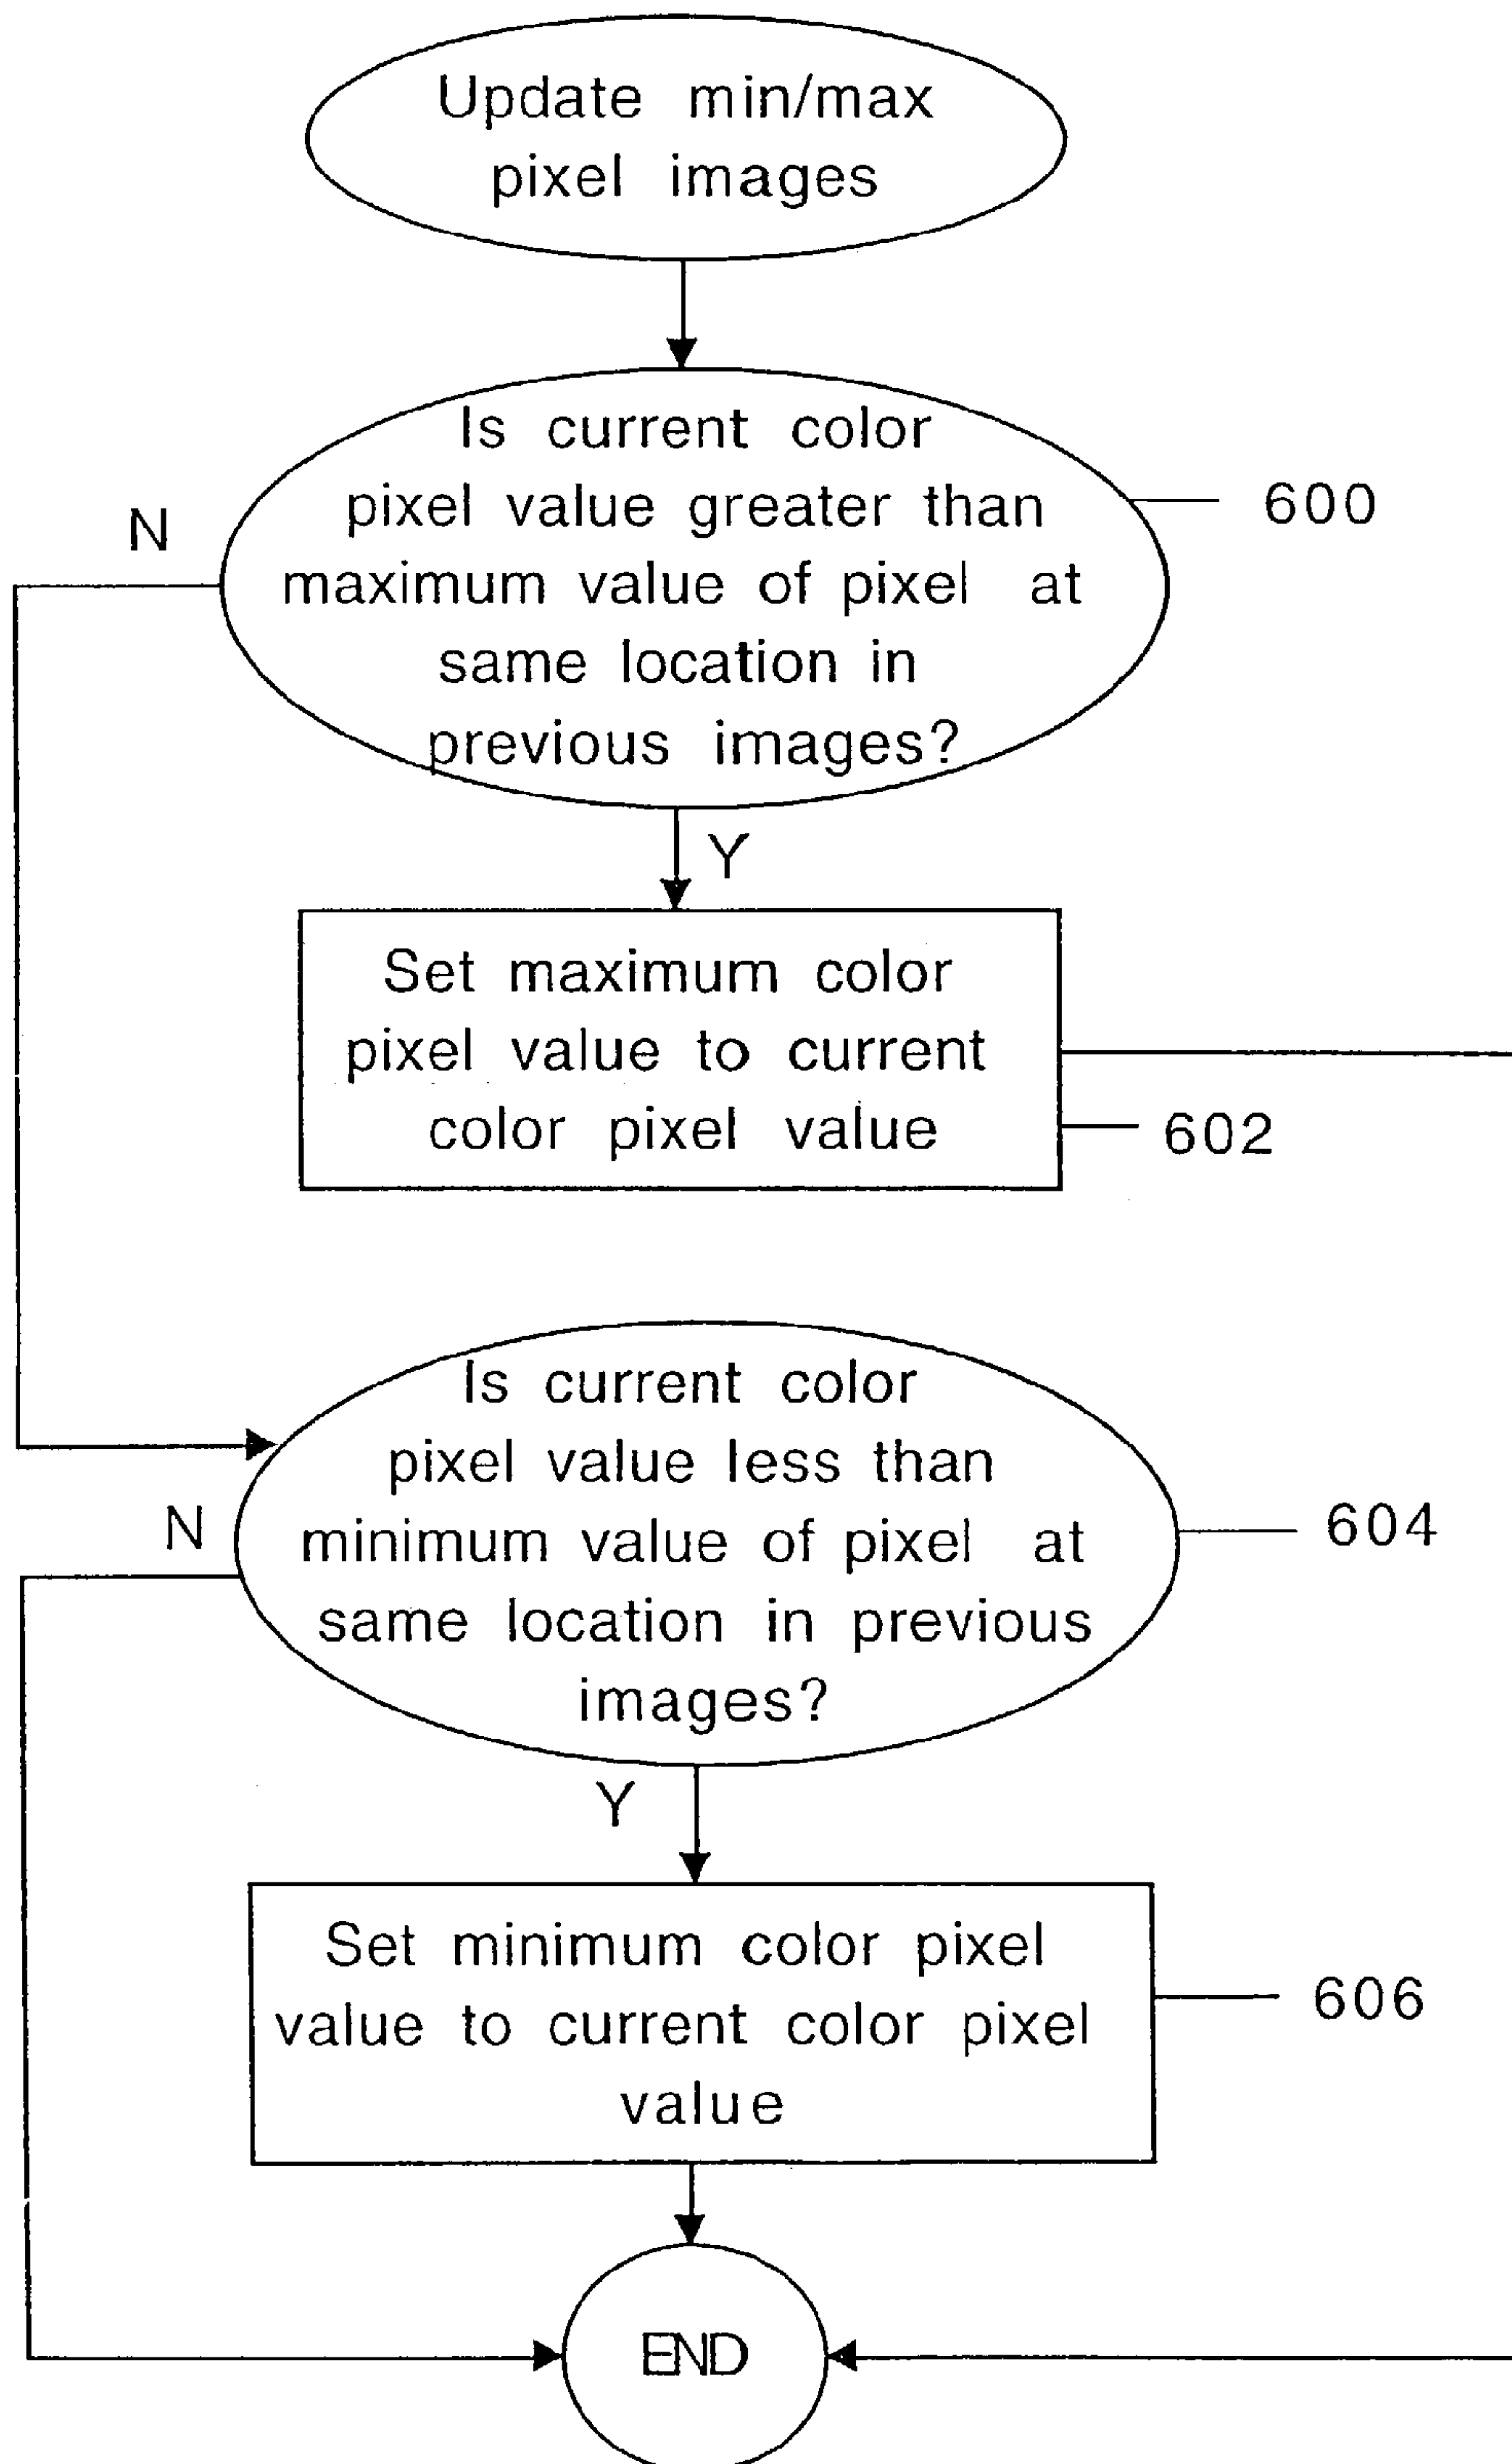 Update min/max
pixel images
Is current color
pixel value greater than
maximum value of pixel at
same location in
previous images?
600
N
Y
Set maximum color
pixel value to current
color pixel value
602
Is current color
pixel value less than
minimum value of pixel at
same location in previous
images?
604
N
Y
Set minimum color pixel
value to current color pixel
value
606
END